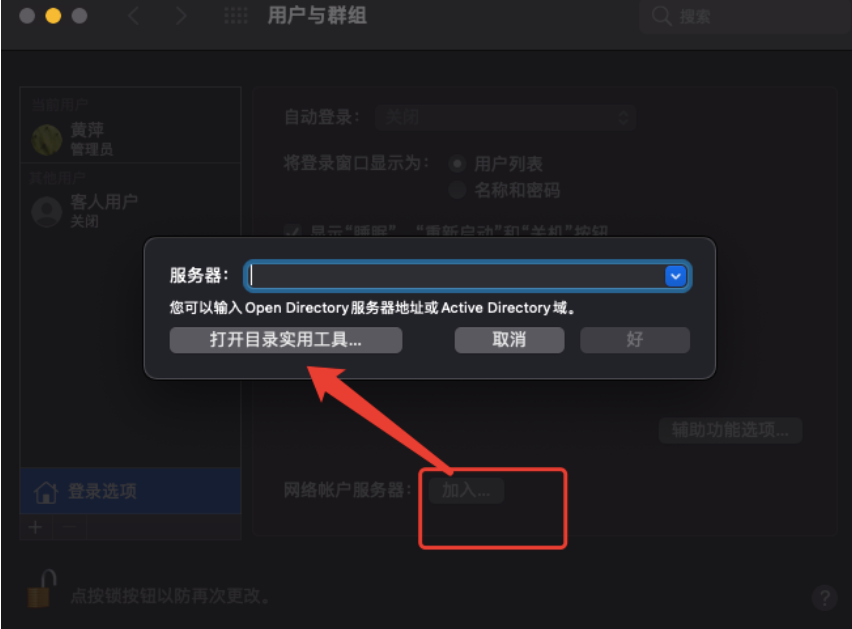 用户与群组
搜索
当前用户
黄萍
管理员
其他用户
客人用户
关闭
自动登录： 关闭
将登录窗口显示为： 用户列表
名称和密码
显示“睡眠”、“重新启动”和“关机”按钮
服务器：
您可以输入 Open Directory 服务器地址或 Active Directory 域。
打开目录实用工具...
取消
好
辅助功能选项...
登录选项
网络帐户服务器： 加入...
+ −
点按锁按钮以防再次更改。
?